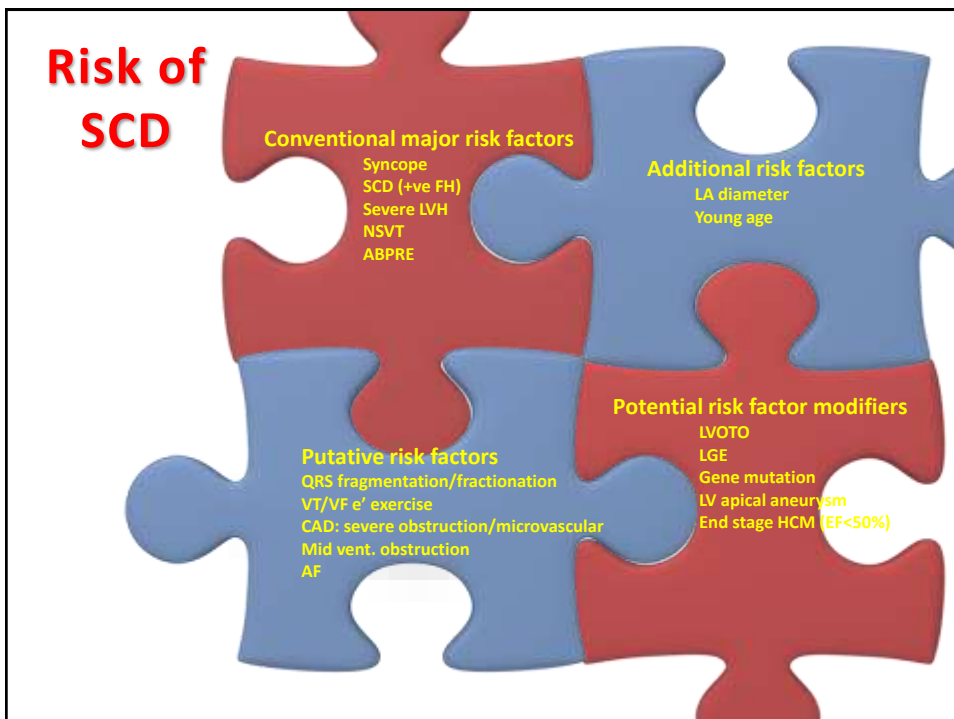 Risk of
SCD
Conventional major risk factors
Syncope
SCD (+ve FH)
Severe LVH
NSVT
ABPRE
Additional risk factors
LA diameter
Young age
Putative risk factors
QRS fragmentation/fractionation
VT/VF e' exercise
CAD: severe obstruction/microvascular
Mid vent. obstruction
AF
Potential risk factor modifiers
LVOTO
LGE
Gene mutation
LV apical aneurysm
End stage HCM (EF<50%)